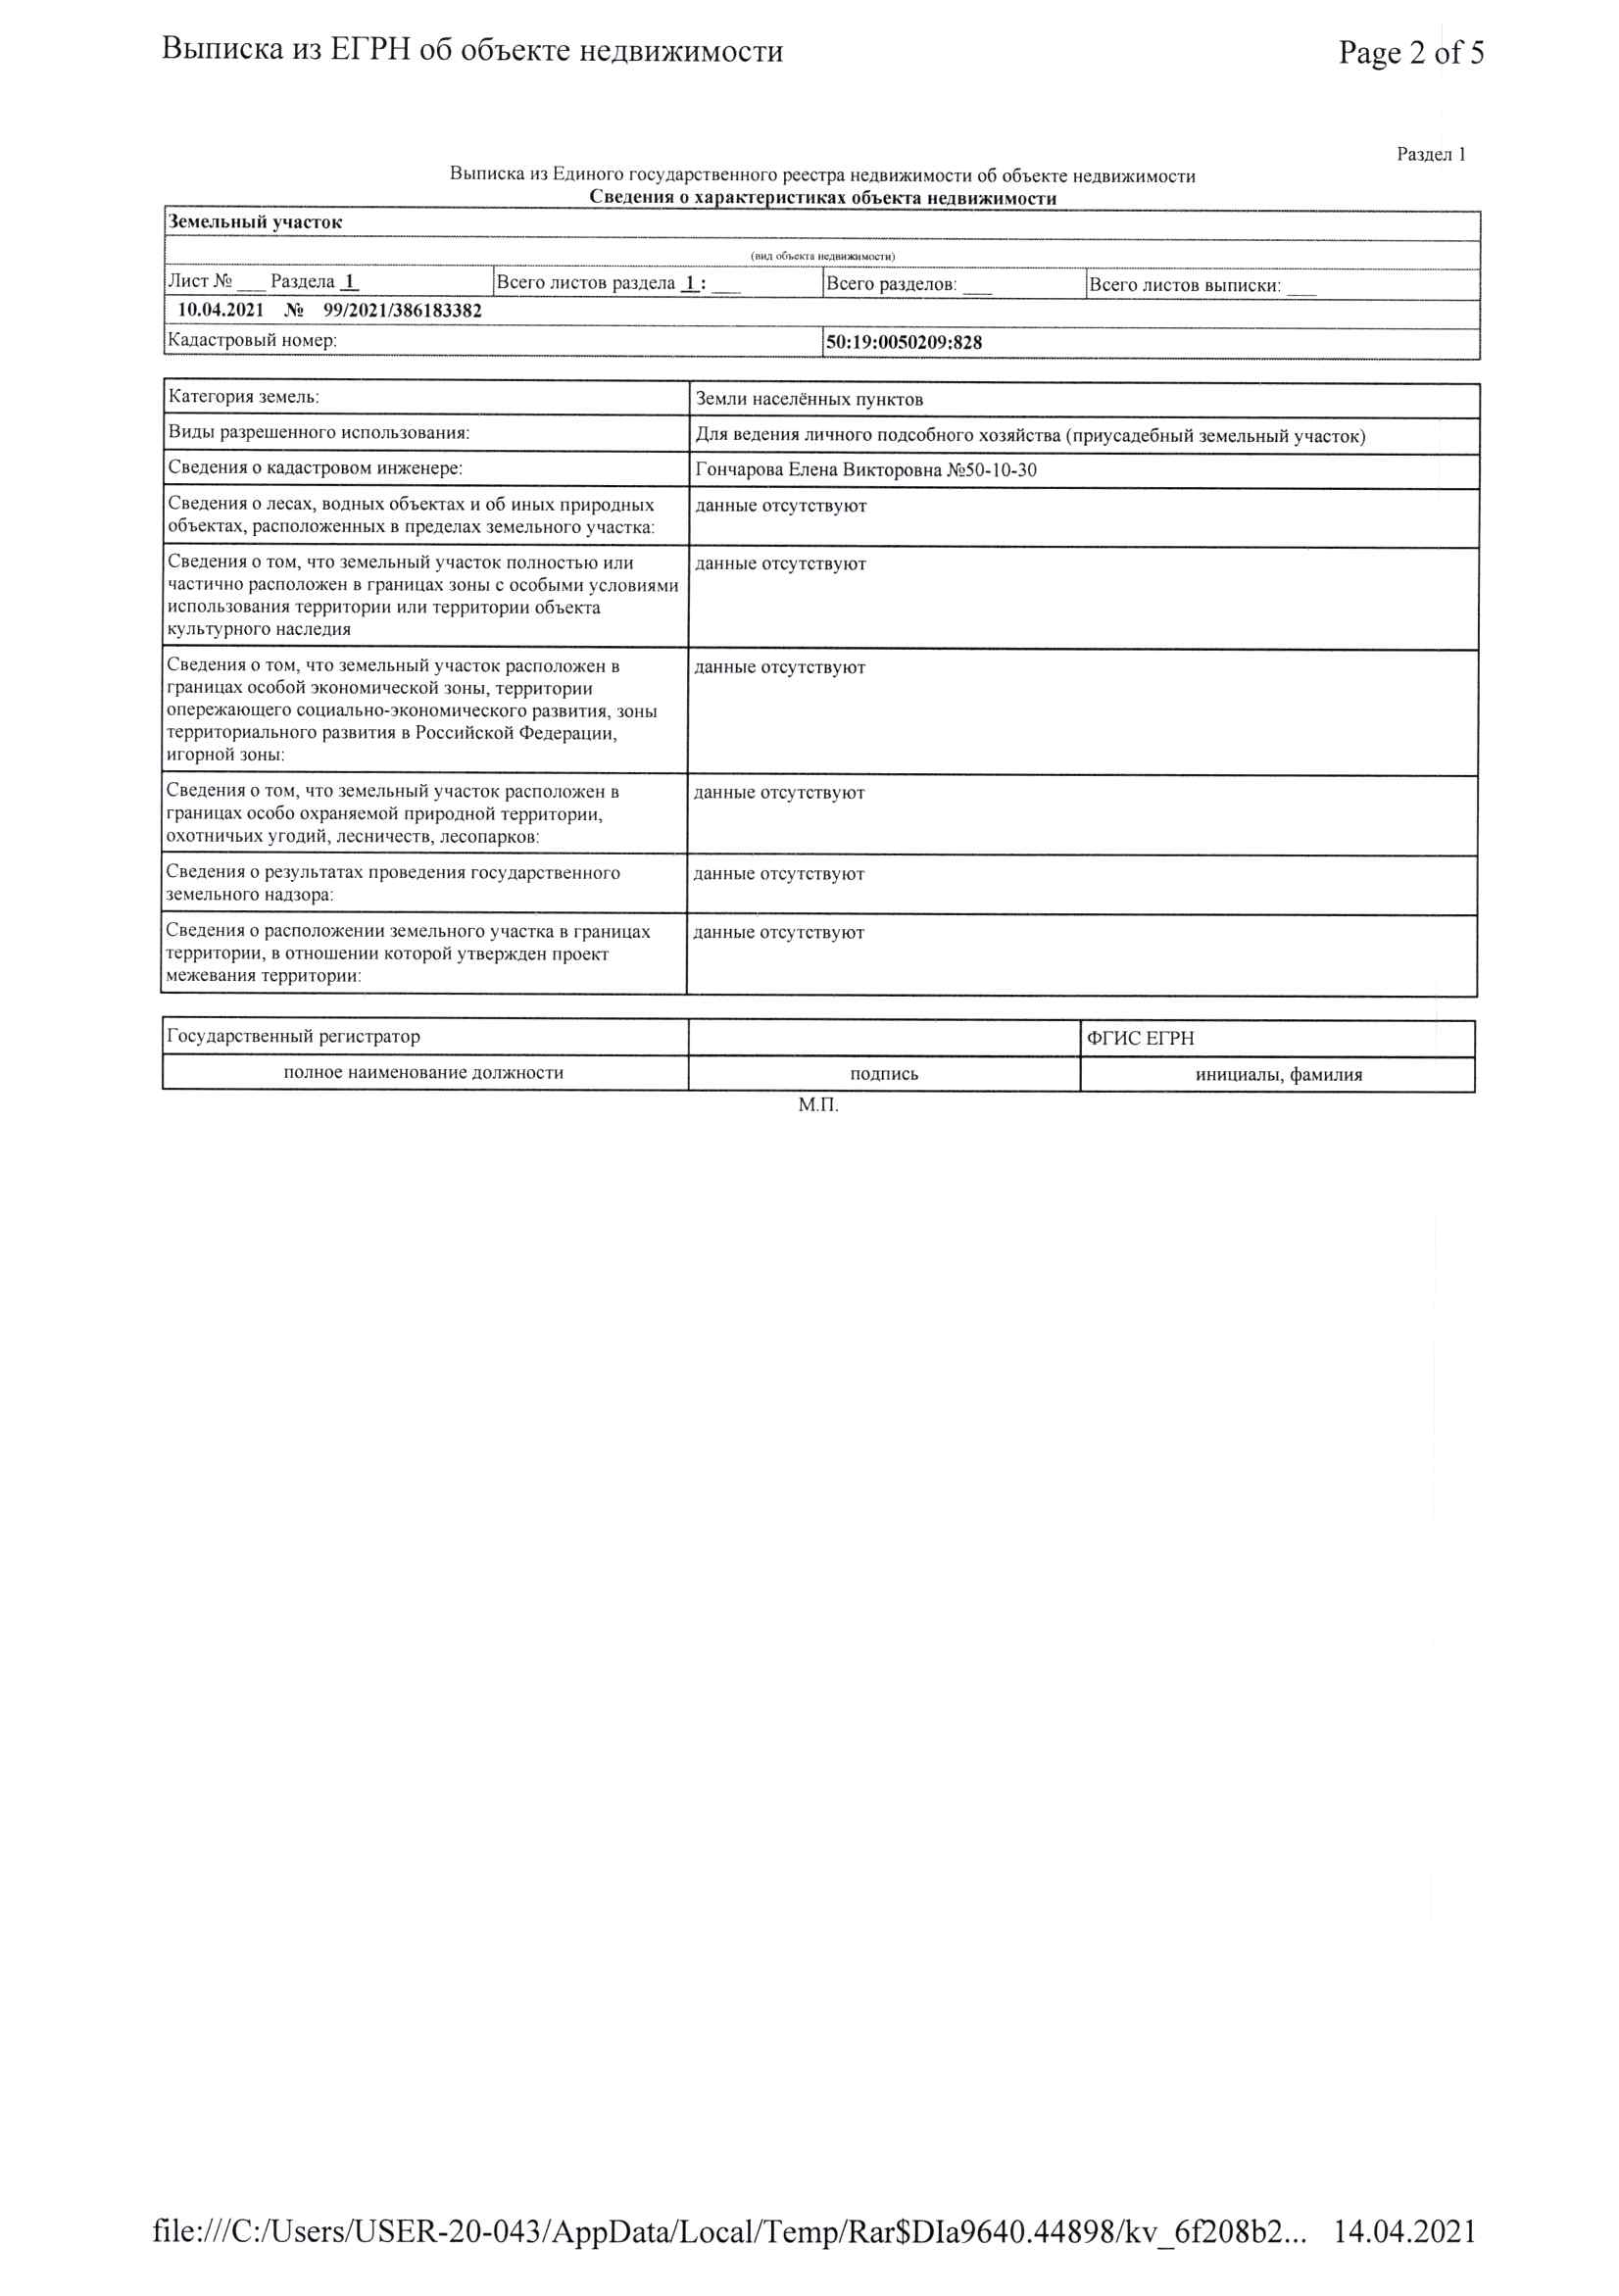 Выписка из ЕГРН об объекте недвижимости Page 2 of 5
Раздел 1
Выписка из Единого государственного реестра недвижимости об объекте недвижимости
Сведения о характеристиках объекта недвижимости
Земельный участок
(вид объекта недвижимости)
Лист № ___ Раздела 1 Всего листов раздела 1 : ___ Всего разделов: ___ Всего листов выписки: ___
10.04.2021 № 99/2021/386183382
Кадастровый номер: 50:19:0050209:828
Категория земель: Земли населённых пунктов
Виды разрешенного использования: Для ведения личного подсобного хозяйства (приусадебный земельный участок)
Сведения о кадастровом инженере: Гончарова Елена Викторовна №50-10-30
Сведения о лесах, водных объектах и об иных природных данные отсутствуют
объектах, расположенных в пределах земельного участка:
Сведения о том, что земельный участок полностью или данные отсутствуют
частично расположен в границах зоны с особыми условиями
использования территории или территории объекта
культурного наследия
Сведения о том, что земельный участок расположен в данные отсутствуют
границах особой экономической зоны, территории
опережающего социально-экономического развития, зоны
территориального развития в Российской Федерации,
игорной зоны:
Сведения о том, что земельный участок расположен в данные отсутствуют
границах особо охраняемой природной территории,
охотничьих угодий, лесничеств, лесопарков:
Сведения о результатах проведения государственного данные отсутствуют
земельного надзора:
Сведения о расположении земельного участка в границах данные отсутствуют
территории, в отношении которой утвержден проект
межевания территории:
Государственный регистратор ФГИС ЕГРН
полное наименование должности подпись инициалы, фамилия
М.П.
file:///C:/Users/USER-20-043/AppData/Local/Temp/Rar$DIa9640.44898/kv_6f208b2... 14.04.2021